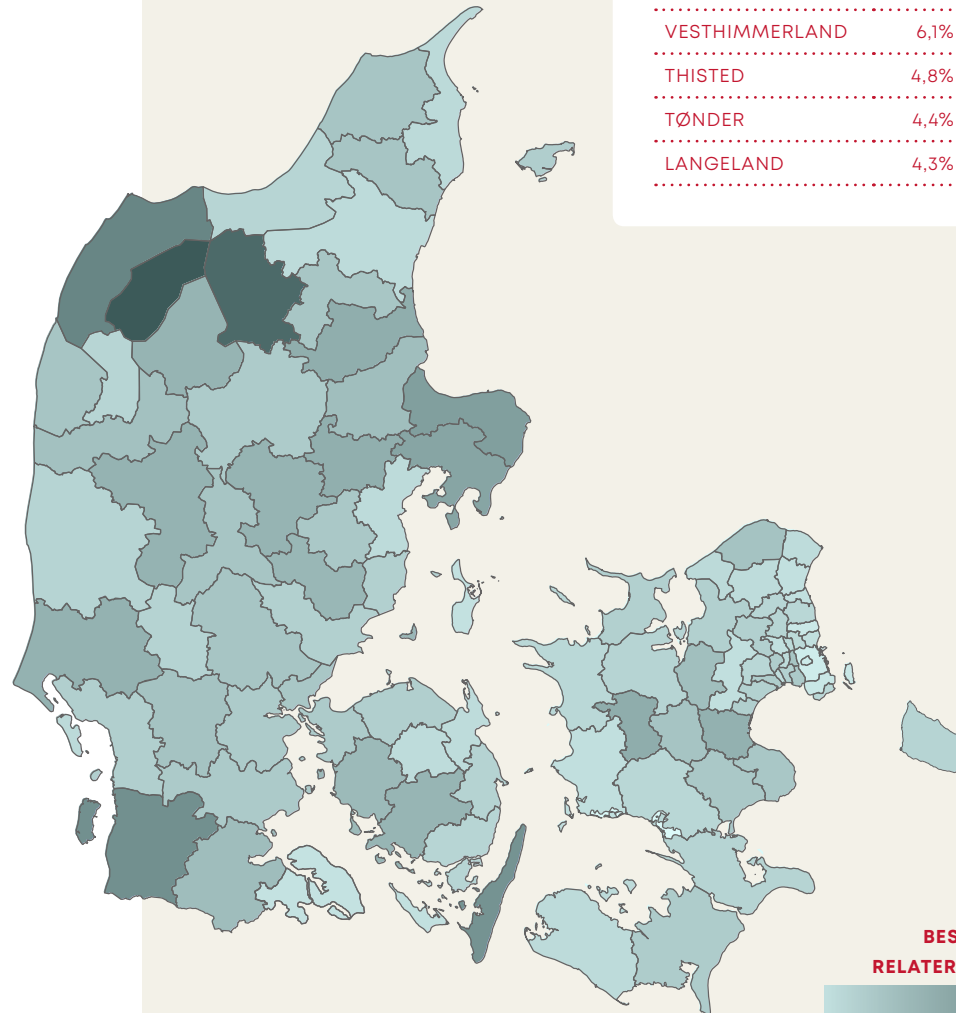 VESTHIMMERLAND 6,1%
THISTED 4,8%
TØNDER 4,4%
LANGELAND 4,3%
BES
RELATER